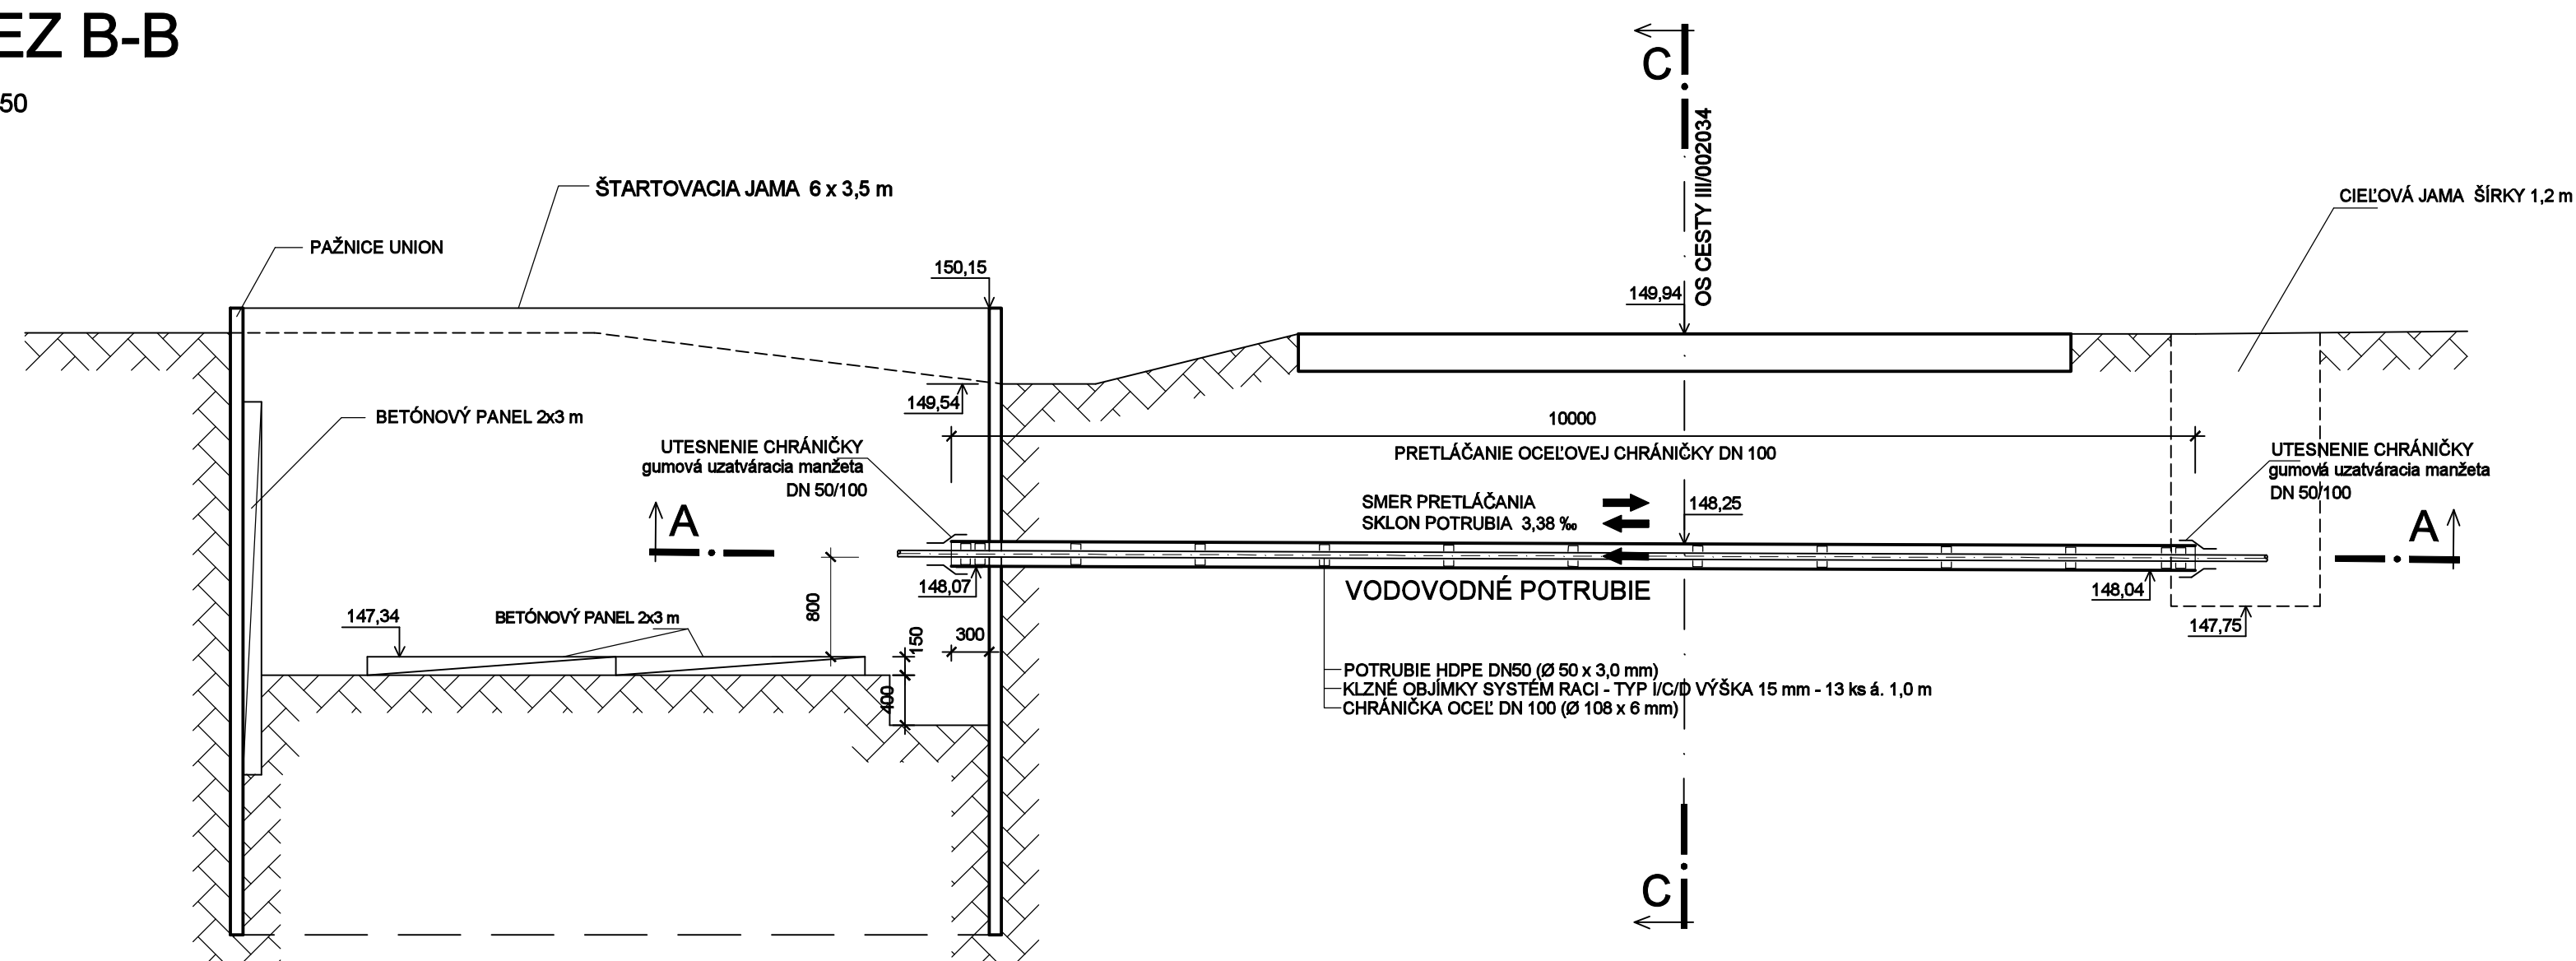 EZ B-B
50
C
OS CESTY III/002034
ŠTARTOVACIA JAMA 6 x 3,5 m
CIEĽOVÁ JAMA ŠÍRKY 1,2 m
PAŽNICE UNION
150,15
149,94
149,54
BETÓNOVÝ PANEL 2x3 m
10000
PRETLÁČANIE OCEĽOVEJ CHRÁNIČKY DN 100
UTESNENIE CHRÁNIČKY
gumová uzatváracia manžeta
DN 50/100
UTESNENIE CHRÁNIČKY
gumová uzatváracia manžeta
DN 50/100
SMER PRETLÁČANIA
SKLON POTRUBIA 3,38 ‰
148,25
A
A
148,07
VODOVODNÉ POTRUBIE
148,04
147,75
800
147,34
BETÓNOVÝ PANEL 2x3 m
150
300
400
POTRUBIE HDPE DN50 (Ø 50 x 3,0 mm)
KLZNÉ OBJÍMKY SYSTÉM RACI - TYP I/C/D VÝŠKA 15 mm - 13 ks á. 1,0 m
CHRÁNIČKA OCEĽ DN 100 (Ø 108 x 6 mm)
C